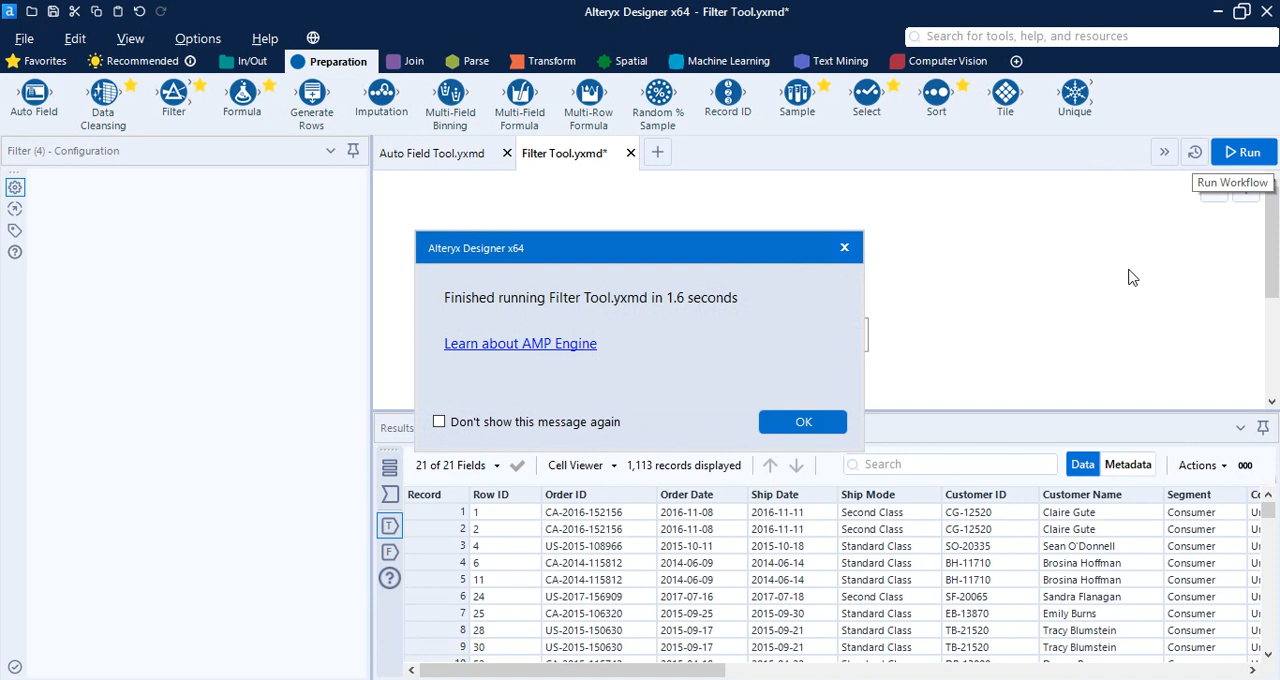 a Alteryx Designer x64 - Filter Tool.yxmd*
File Edit View Options Help Search for tools, help, and resources
Favorites Recommended In/Out Preparation Join Parse Transform Spatial Machine Learning Text Mining Computer Vision
Auto Field Data Cleansing Filter Formula Generate Rows Imputation Multi-Field Binning Multi-Field Formula Multi-Row Formula Random % Sample Record ID Sample Select Sort Tile Unique
Filter (4) - Configuration
Auto Field Tool.yxmd Filter Tool.yxmd* Run
Run Workflow
Alteryx Designer x64
Finished running Filter Tool.yxmd in 1.6 seconds
Learn about AMP Engine
Don't show this message again OK
Results
21 of 21 Fields Cell Viewer 1,113 records displayed Search Data Metadata Actions 000
Record Row ID Order ID Order Date Ship Date Ship Mode Customer ID Customer Name Segment
1 1 CA-2016-152156 2016-11-08 2016-11-11 Second Class CG-12520 Claire Gute Consumer
2 2 CA-2016-152156 2016-11-08 2016-11-11 Second Class CG-12520 Claire Gute Consumer
3 4 US-2015-108966 2015-10-11 2015-10-18 Standard Class SO-20335 Sean O'Donnell Consumer
4 6 CA-2014-115812 2014-06-09 2014-06-14 Standard Class BH-11710 Brosina Hoffman Consumer
5 11 CA-2014-115812 2014-06-09 2014-06-14 Standard Class BH-11710 Brosina Hoffman Consumer
6 24 US-2017-156909 2017-07-16 2017-07-18 Second Class SF-20065 Sandra Flanagan Consumer
7 25 CA-2015-106320 2015-09-25 2015-09-30 Standard Class EB-13870 Emily Burns Consumer
8 28 US-2015-150630 2015-09-17 2015-09-21 Standard Class TB-21520 Tracy Blumstein Consumer
9 30 US-2015-150630 2015-09-17 2015-09-21 Standard Class TB-21520 Tracy Blumstein Consumer